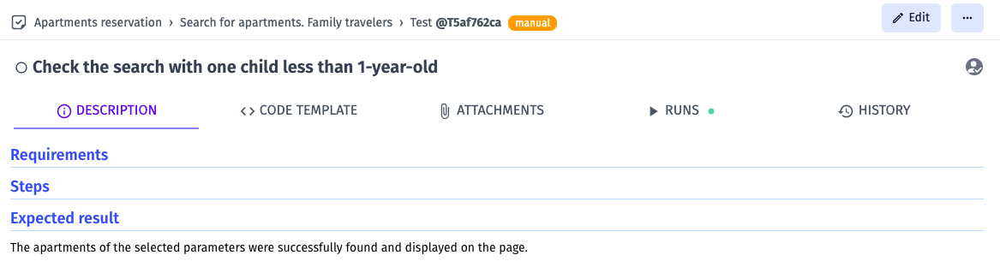 Apartments reservation › Search for apartments. Family travelers › Test @T5af762ca manual
Edit
Check the search with one child less than 1-year-old
DESCRIPTION
CODE TEMPLATE
ATTACHMENTS
RUNS
HISTORY
Requirements
Steps
Expected result
The apartments of the selected parameters were successfully found and displayed on the page.